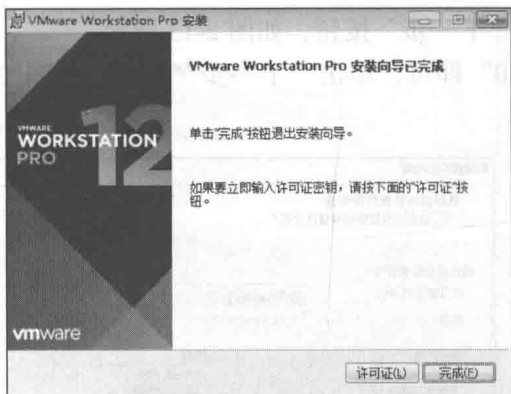 VMware Workstation Pro 安装
VMware Workstation Pro 安装向导已完成
VMWARE
WORKSTATION
PRO
12
单击"完成"按钮退出安装向导。
如果要立即输入许可证密钥，请按下面的"许可证"按
钮。
vmware
许可证(L)
完成(F)